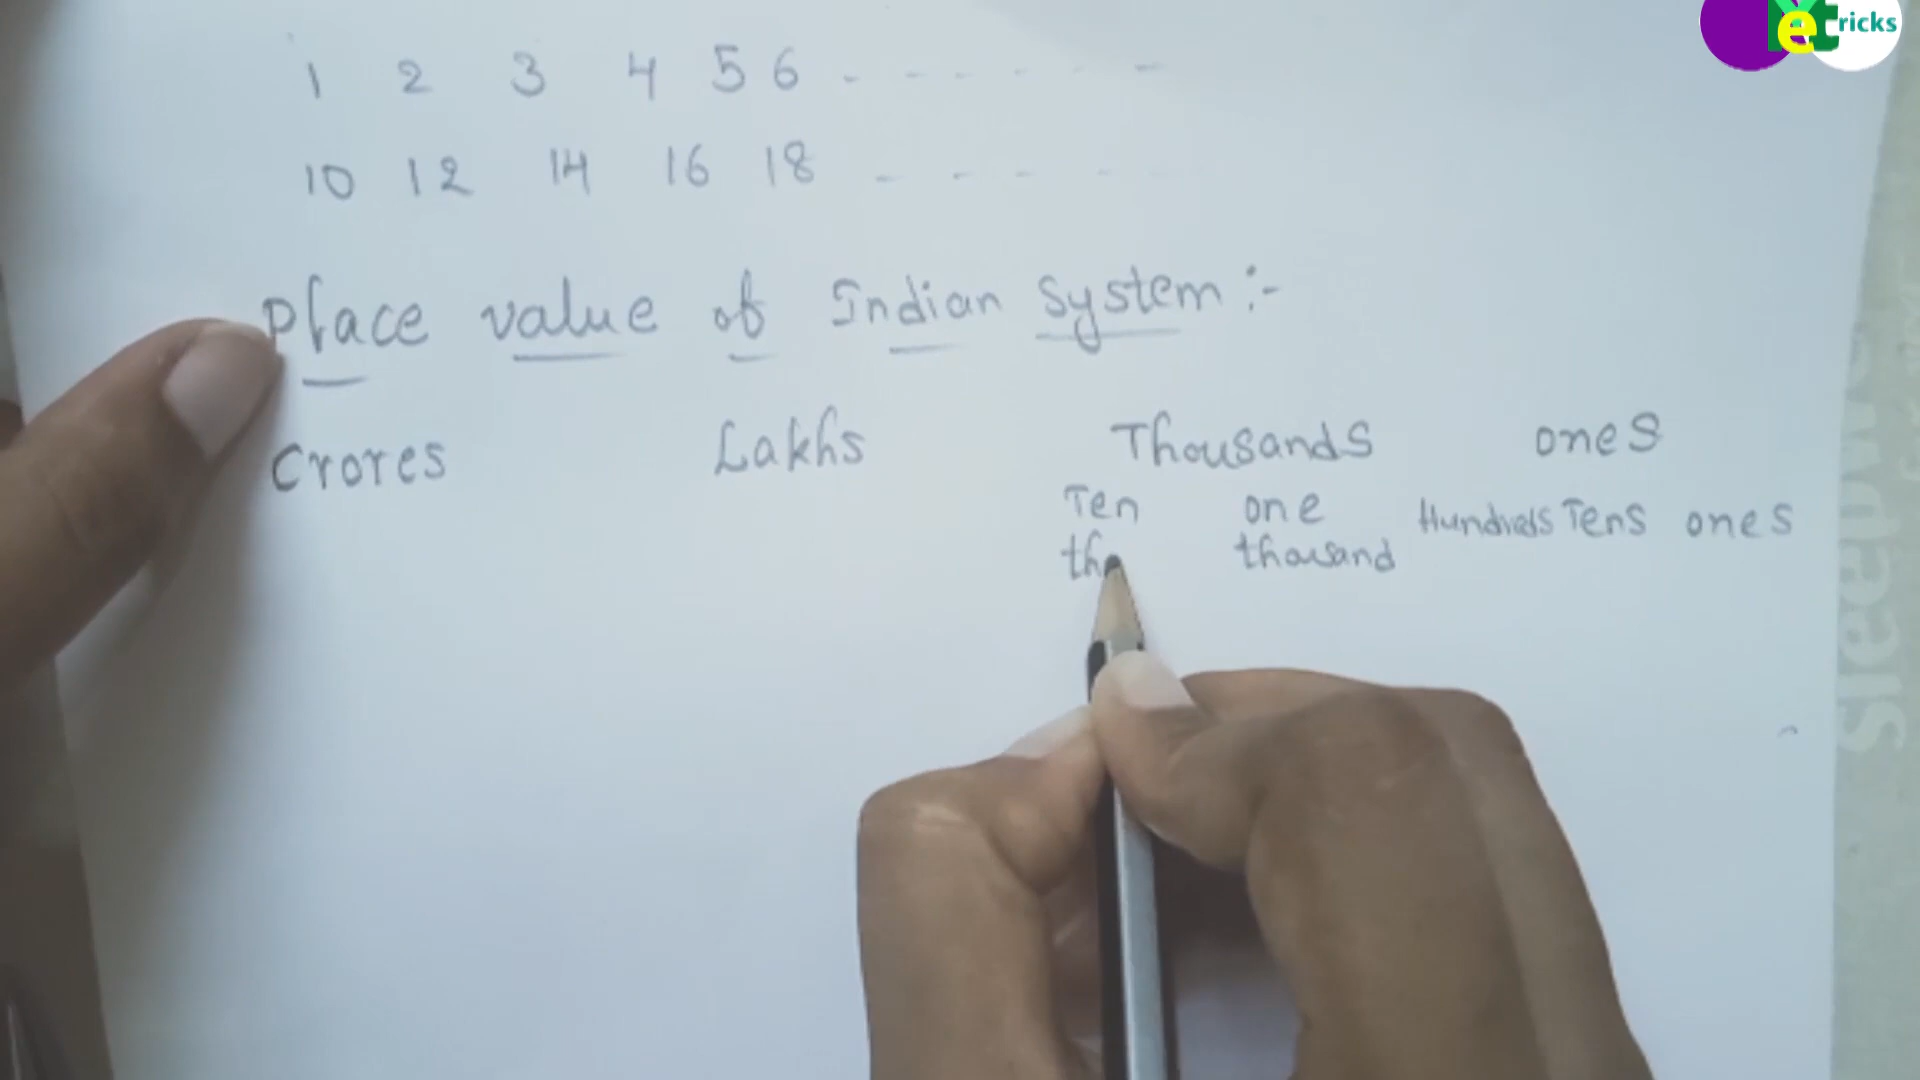 1 2 3 4 5 6 - - - - - -
10 12 14 16 18 - - - - -
Place value of Indian System :-
Crores Lakhs Thousands ones
Ten one Hundreds Tens ones
tho thousand
ricks